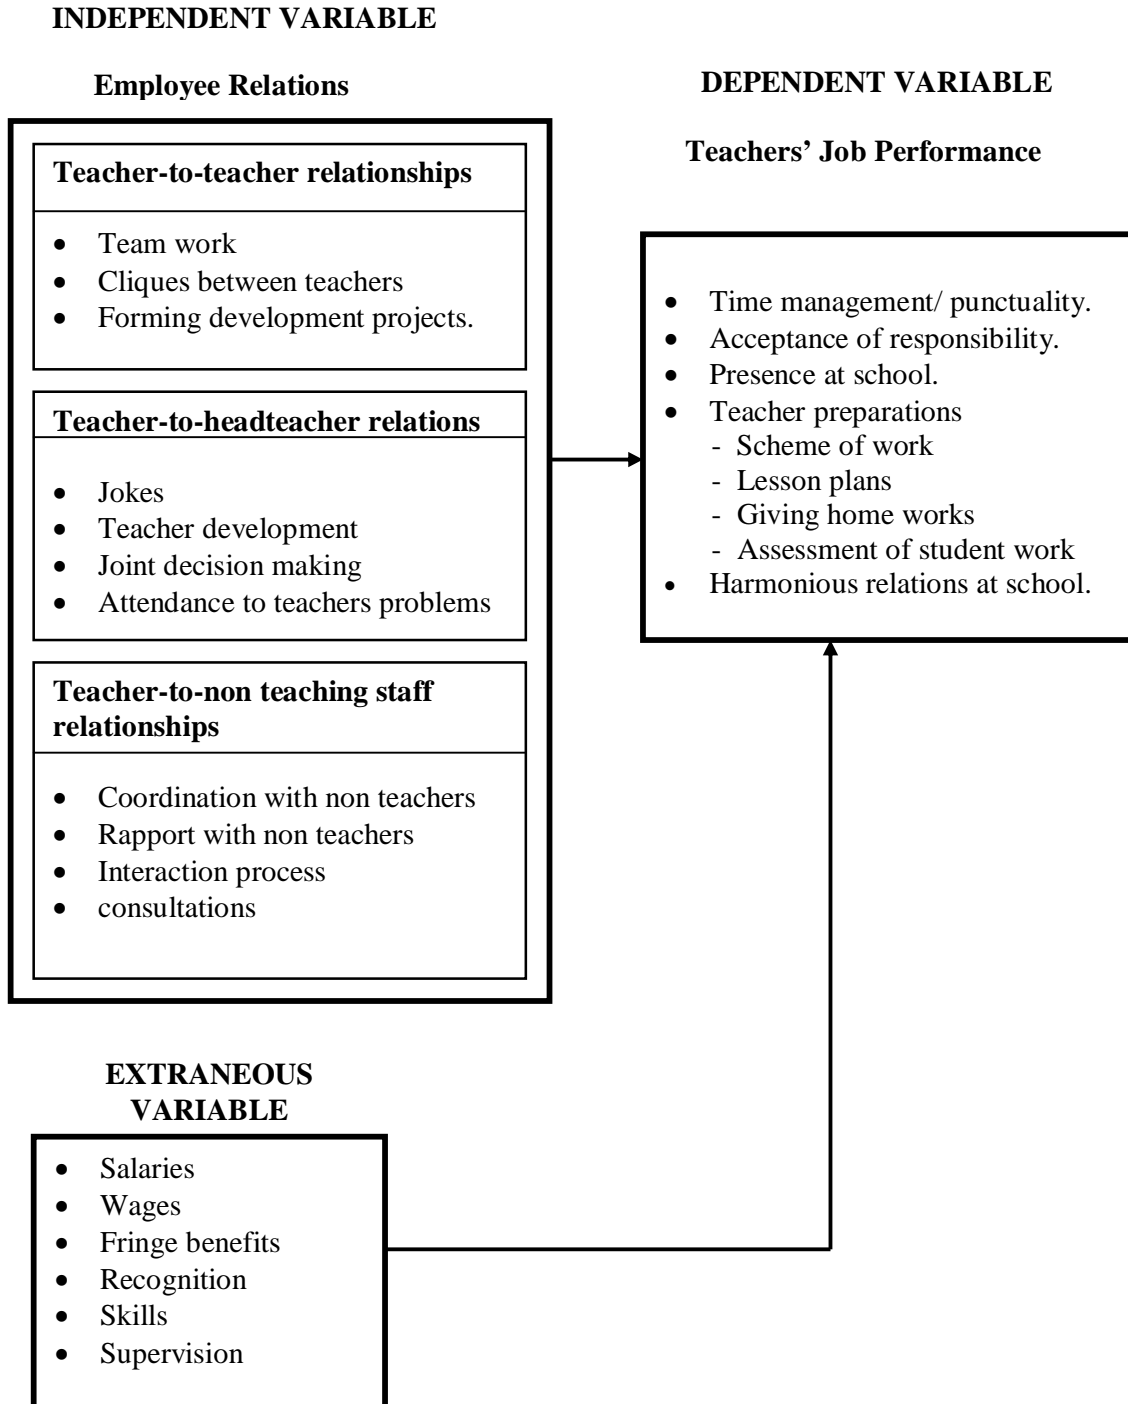 INDEPENDENT VARIABLE
Employee Relations
Teacher-to-teacher relationships
• Team work
• Cliques between teachers
• Forming development projects.
Teacher-to-headteacher relations
• Jokes
• Teacher development
• Joint decision making
• Attendance to teachers problems
Teacher-to-non teaching staff
relationships
• Coordination with non teachers
• Rapport with non teachers
• Interaction process
• consultations
DEPENDENT VARIABLE
Teachers’ Job Performance
• Time management/ punctuality.
• Acceptance of responsibility.
• Presence at school.
• Teacher preparations
- Scheme of work
- Lesson plans
- Giving home works
- Assessment of student work
• Harmonious relations at school.
EXTRANEOUS
VARIABLE
• Salaries
• Wages
• Fringe benefits
• Recognition
• Skills
• Supervision